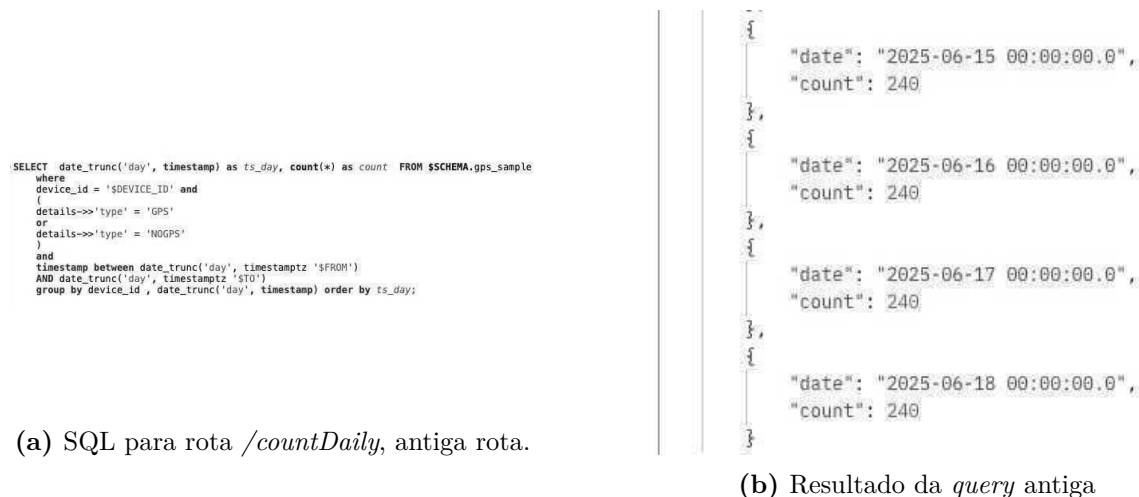 SELECT date_trunc('day', timestamp) as ts_day, count(*) as count FROM $SCHEMA.gps_sample
where
device_id = '$DEVICE_ID' and
(
details->>'type' = 'GPS'
or
details->>'type' = 'NOGPS'
)
and
timestamp between date_trunc('day', timestamptz '$FROM')
AND date_trunc('day', timestamptz '$TO')
group by device_id , date_trunc('day', timestamp) order by ts_day;
(a) SQL para rota /countDaily, antiga rota.
{
"date": "2025-06-15 00:00:00.0",
"count": 240
},
{
"date": "2025-06-16 00:00:00.0",
"count": 240
},
{
"date": "2025-06-17 00:00:00.0",
"count": 240
},
{
"date": "2025-06-18 00:00:00.0",
"count": 240
}
(b) Resultado da query antiga